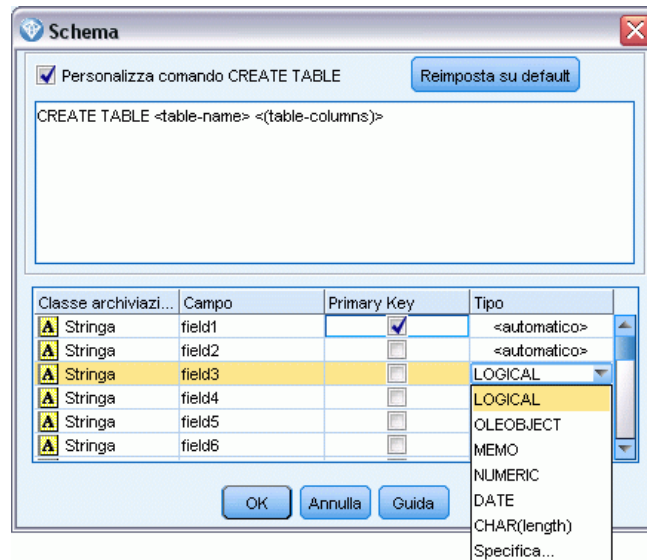 Schema
Personalizza comando CREATE TABLE
Reimposta su default
CREATE TABLE <table-name> <(table-columns)>
Classe archiviazi... Campo Primary Key Tipo
A Stringa field1 <automatico>
A Stringa field2 <automatico>
A Stringa field3 LOGICAL
A Stringa field4 LOGICAL
A Stringa field5 OLEOBJECT
A Stringa field6 MEMO
NUMERIC
DATE
CHAR(length)
Specifica...
OK Annulla Guida